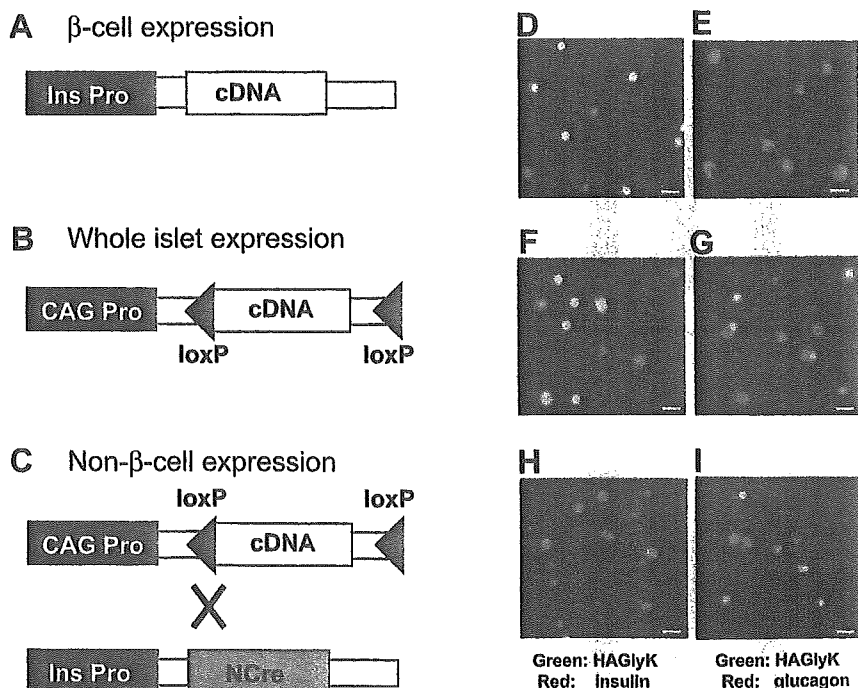 A β-cell expression
Ins Pro cDNA
B Whole islet expression
CAG Pro cDNA
loxP loxP
C Non-β-cell expression
loxP loxP
CAG Pro cDNA
X
Ins Pro NCre
D E
F G
H I
Green: HAGlyK
Red: insulin
Green: HAGlyK
Red: glucagon